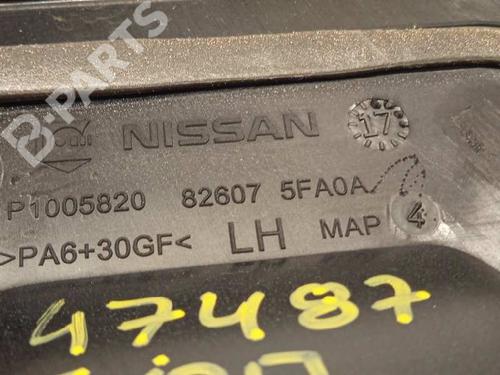 B-PARTS
NISSAN
17
P1005820 82607 5FA0A
>PA6+30GF< LH MAP 4
47487